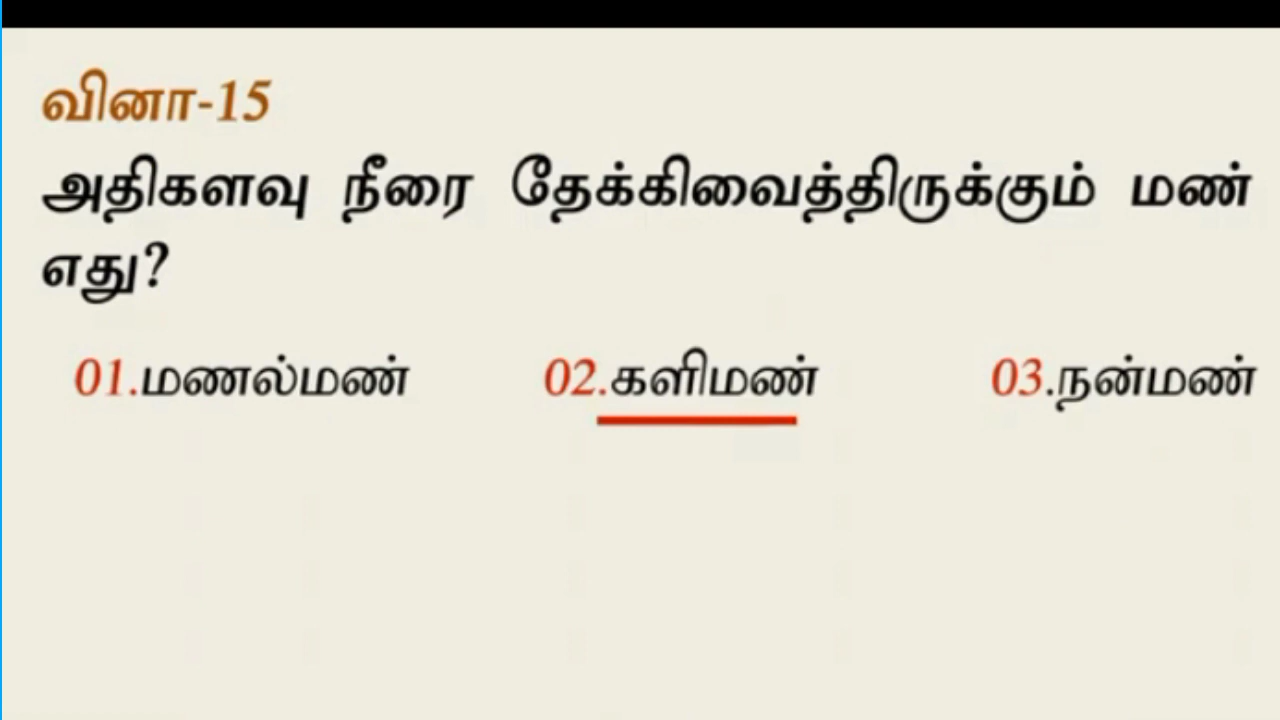 வினா-15
அதிகளவு நீரை தேக்கிவைத்திருக்கும் மண்
எது?
01.மணல்மண் 02.களிமண் 03.நன்மண்